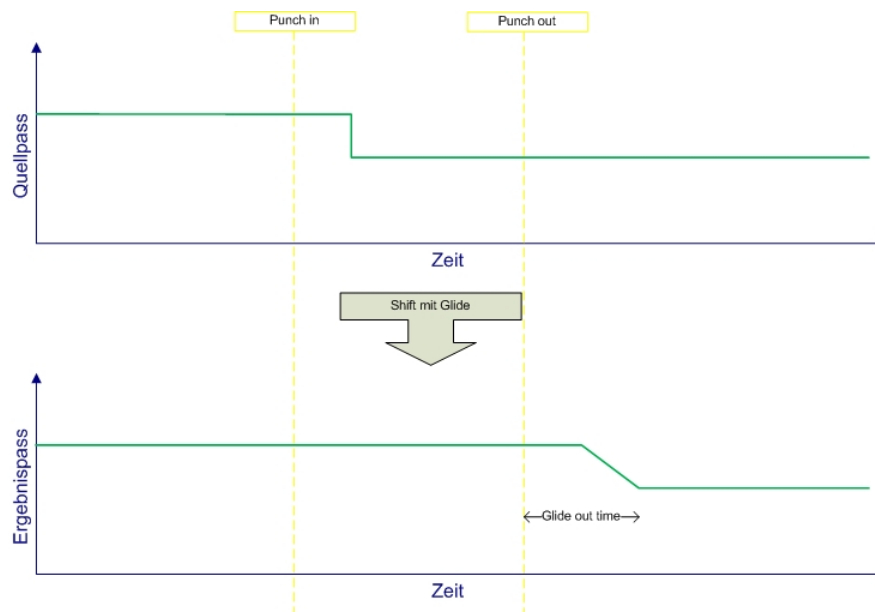 Punch in
Punch out
Quellpass
Zeit
Shift mit Glide
Ergebnispass
Glide out time
Zeit